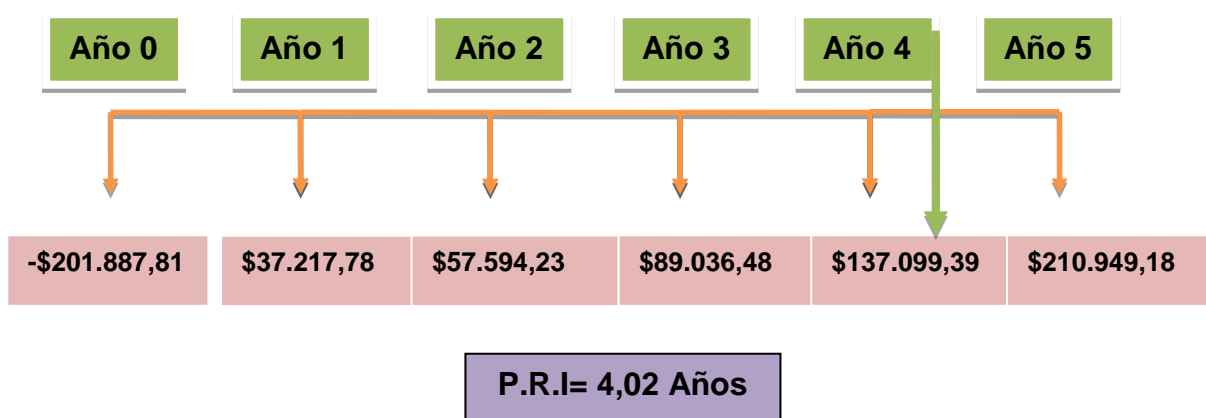 Año 0 Año 1 Año 2 Año 3 Año 4 Año 5
-$201.887,81 $37.217,78 $57.594,23 $89.036,48 $137.099,39 $210.949,18
P.R.I= 4,02 Años